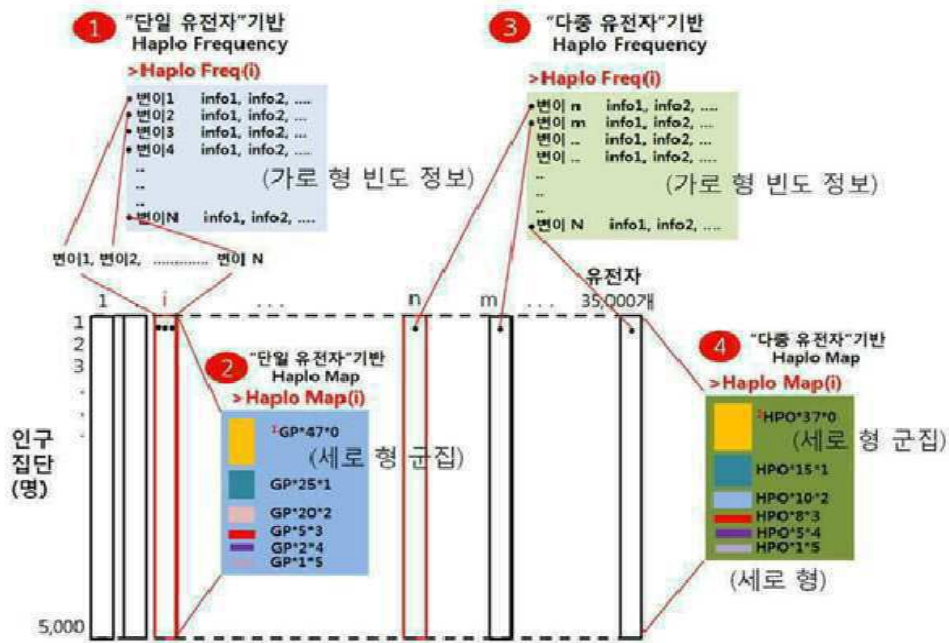 1 "단일 유전자"기반
Haplo Frequency
>Haplo Freq(i)
변이1 info1, info2, ....
변이2 info1, info2, ...
변이3 info1, info2, ...
변이4 info1, info2, ....
..
..
..
변이N info1, info2, ....
(가로 형 빈도 정보)
변이1, 변이2, ............. 변이 N
3 "다중 유전자"기반
Haplo Frequency
>Haplo Freq(i)
변이 n info1, info2, ....
변이 m info1, info2, ...
변이 .. info1, info2, ...
변이 .. info1, info2, ....
..
..
..
변이 N info1, info2, ....
(가로 형 빈도 정보)
유전자
1 . i ... n m ... 35,000개
1
2
3
.
.
.
인구
집단
(명)
5,000
2 "단일 유전자"기반
Haplo Map
>Haplo Map(i)
1GP*47*0
(세로 형 군집)
GP*25*1
GP*20*2
GP*5*3
GP*2*4
GP*1*5
4 "다중 유전자"기반
Haplo Map
>Haplo Map(i)
HPO*37*0
(세로 형 군집)
HPO*15*1
HPO*10*2
HPO*8*3
HPO*5*4
HPO*1*5
(세로 형)